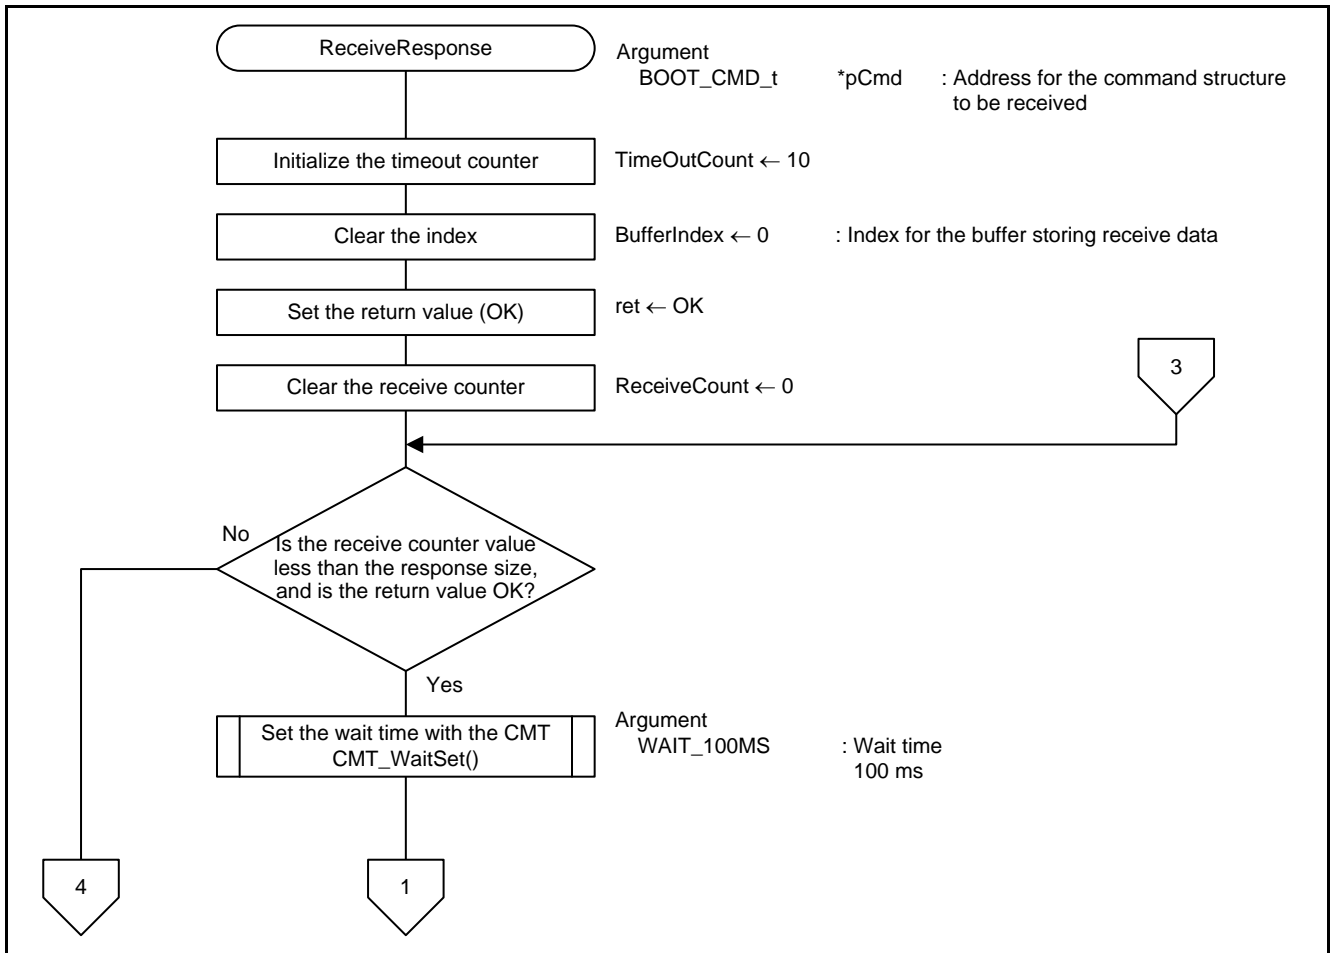 ReceiveResponse
Argument
BOOT_CMD_t *pCmd : Address for the command structure
to be received
Initialize the timeout counter
TimeOutCount ← 10
Clear the index
BufferIndex ← 0 : Index for the buffer storing receive data
Set the return value (OK)
ret ← OK
Clear the receive counter
ReceiveCount ← 0
3
No
Is the receive counter value
less than the response size,
and is the return value OK?
Yes
Set the wait time with the CMT
CMT_WaitSet()
Argument
WAIT_100MS : Wait time
100 ms
4
1